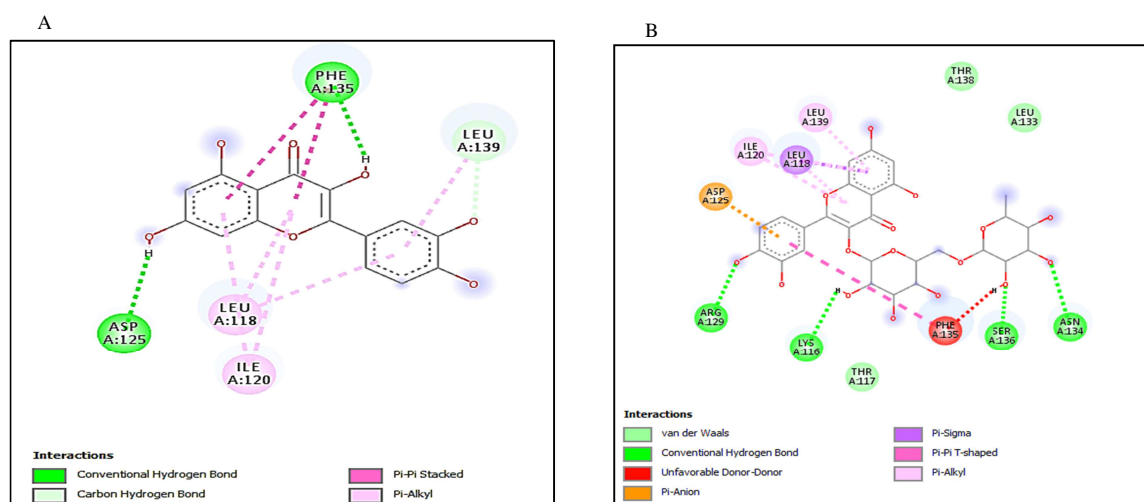 A
PHE
A:135
LEU
A:139
H
O
O
O
O
H
O
O
O
ASP
A:125
LEU
A:118
ILE
A:120
Interactions
Conventional Hydrogen Bond
Carbon Hydrogen Bond
Pi-Pi Stacked
Pi-Alkyl
B
THR
A:138
LEU
A:139
LEU
A:133
ILE
A:120
LEU
A:118
ASP
A:125
ARG
A:129
LYS
A:116
PHE
A:135
SER
A:136
ASN
A:134
THR
A:117
Interactions
van der Waals
Conventional Hydrogen Bond
Unfavorable Donor-Donor
Pi-Anion
Pi-Sigma
Pi-Pi T-shaped
Pi-Alkyl